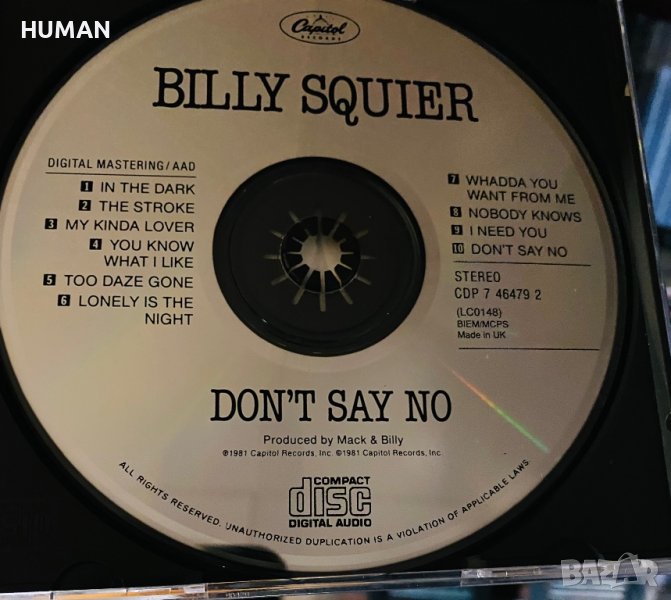 HUMAN
Capitol
RECORDS
BILLY SQUIER
DIGITAL MASTERING/AAD
1 IN THE DARK
2 THE STROKE
3 MY KINDA LOVER
4 YOU KNOW
WHAT I LIKE
5 TOO DAZE GONE
6 LONELY IS THE
NIGHT
7 WHADDA YOU
WANT FROM ME
8 NOBODY KNOWS
9 I NEED YOU
10 DON'T SAY NO
STEREO
CDP 7 46479 2
(LC0148)
BIEM/MCPS
Made in UK
DON'T SAY NO
Produced by Mack & Billy
℗1981 Capitol Records, Inc. ©1981 Capitol Records, Inc.
COMPACT
disc
DIGITAL AUDIO
ALL RIGHTS RESERVED. UNAUTHORIZED DUPLICATION IS A VIOLATION OF APPLICABLE LAWS.
BAZAR